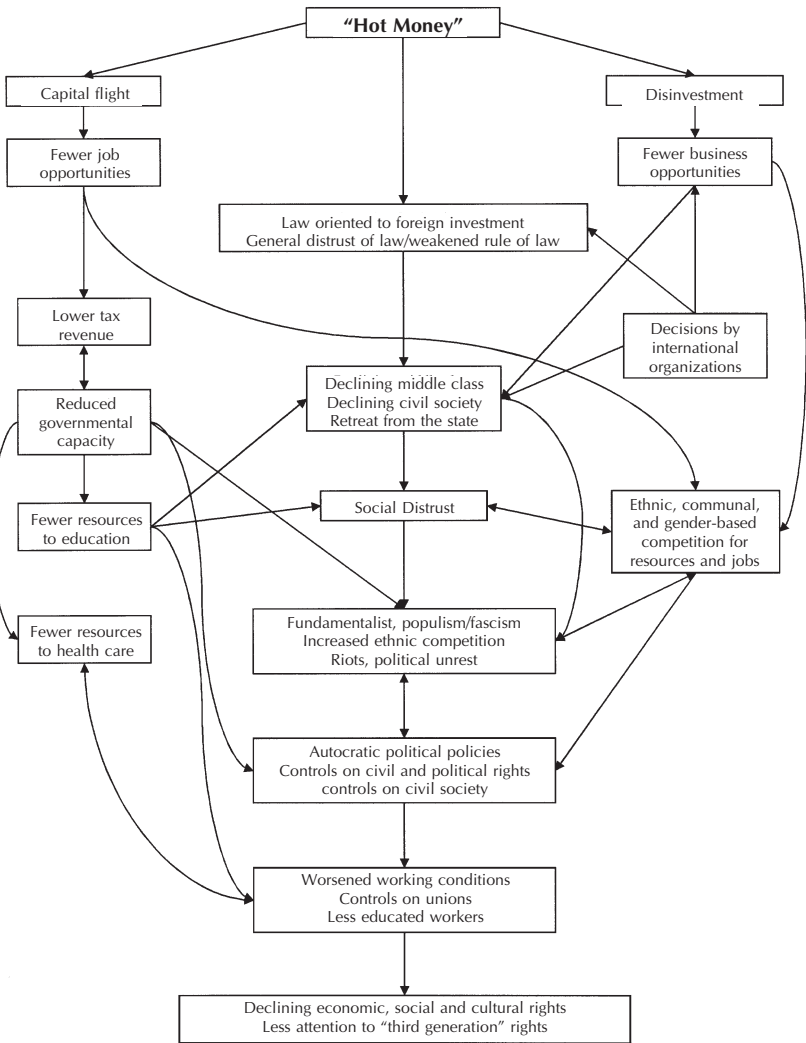 “Hot Money”
Capital flight
Disinvestment
Fewer job
opportunities
Fewer business
opportunities
Law oriented to foreign investment
General distrust of law/weakened rule of law
Lower tax
revenue
Decisions by
international
organizations
Declining middle class
Declining civil society
Retreat from the state
Reduced
governmental
capacity
Fewer resources
to education
Social Distrust
Ethnic, communal,
and gender-based
competition for
resources and jobs
Fewer resources
to health care
Fundamentalist, populism/fascism
Increased ethnic competition
Riots, political unrest
Autocratic political policies
Controls on civil and political rights
controls on civil society
Worsened working conditions
Controls on unions
Less educated workers
Declining economic, social and cultural rights
Less attention to “third generation” rights